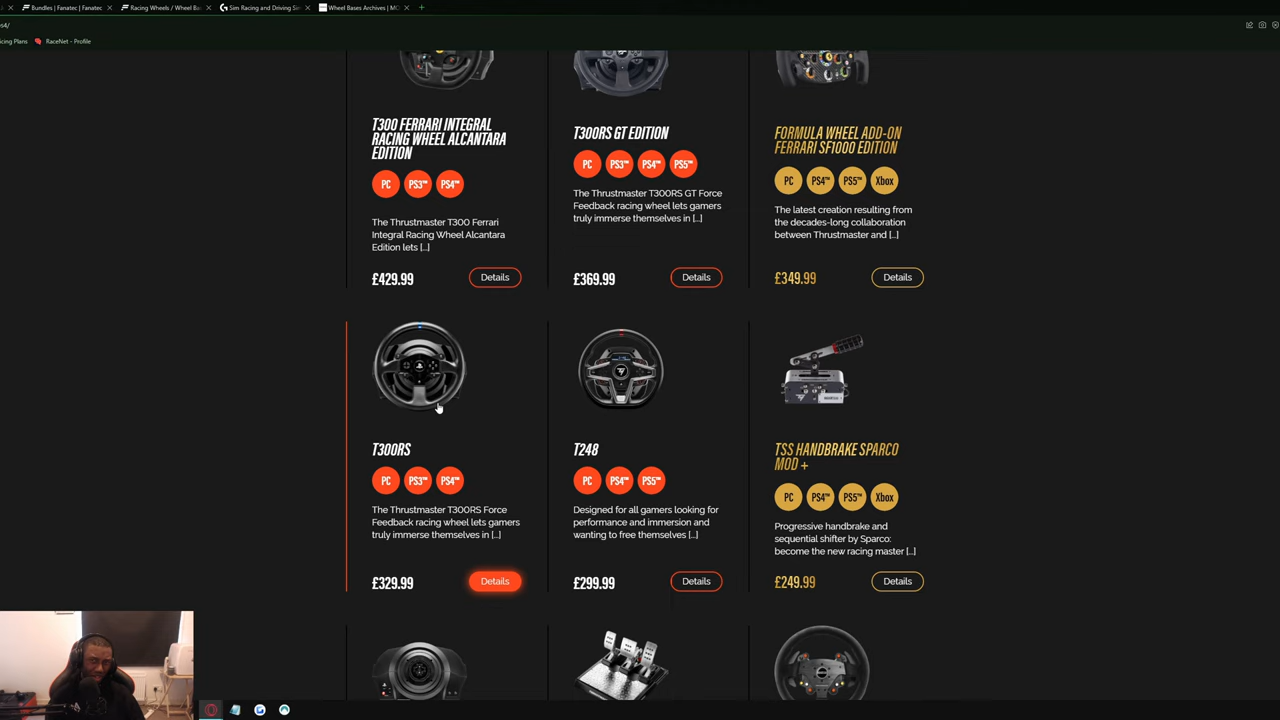 Bundles | Fanatec | Fanatec
Racing Wheels / Wheel Ba
Sim Racing and Driving Si
Wheel Bases Archives | MO
s4/
icing Plans
RaceNet - Profile
T300 FERRARI INTEGRAL
RACING WHEEL ALCANTARA
EDITION
PC PS3™ PS4™
The Thrustmaster T300 Ferrari
Integral Racing Wheel Alcantara
Edition lets [...]
£429.99
Details
T300RS GT EDITION
PC PS3™ PS4™ PS5™
The Thrustmaster T300RS GT Force
Feedback racing wheel lets gamers
truly immerse themselves in [...]
£369.99
Details
FORMULA WHEEL ADD-ON
FERRARI SF1000 EDITION
PC PS4™ PS5™ Xbox
The latest creation resulting from
the decades-long collaboration
between Thrustmaster and [...]
£349.99
Details
T300RS
PC PS3™ PS4™
The Thrustmaster T300RS Force
Feedback racing wheel lets gamers
truly immerse themselves in [...]
£329.99
Details
T248
PC PS4™ PS5™
Designed for all gamers looking for
performance and immersion and
wanting to free themselves [...]
£299.99
Details
TSS HANDBRAKE SPARCO
MOD +
PC PS4™ PS5™ Xbox
Progressive handbrake and
sequential shifter by Sparco:
become the new racing master [...]
£249.99
Details